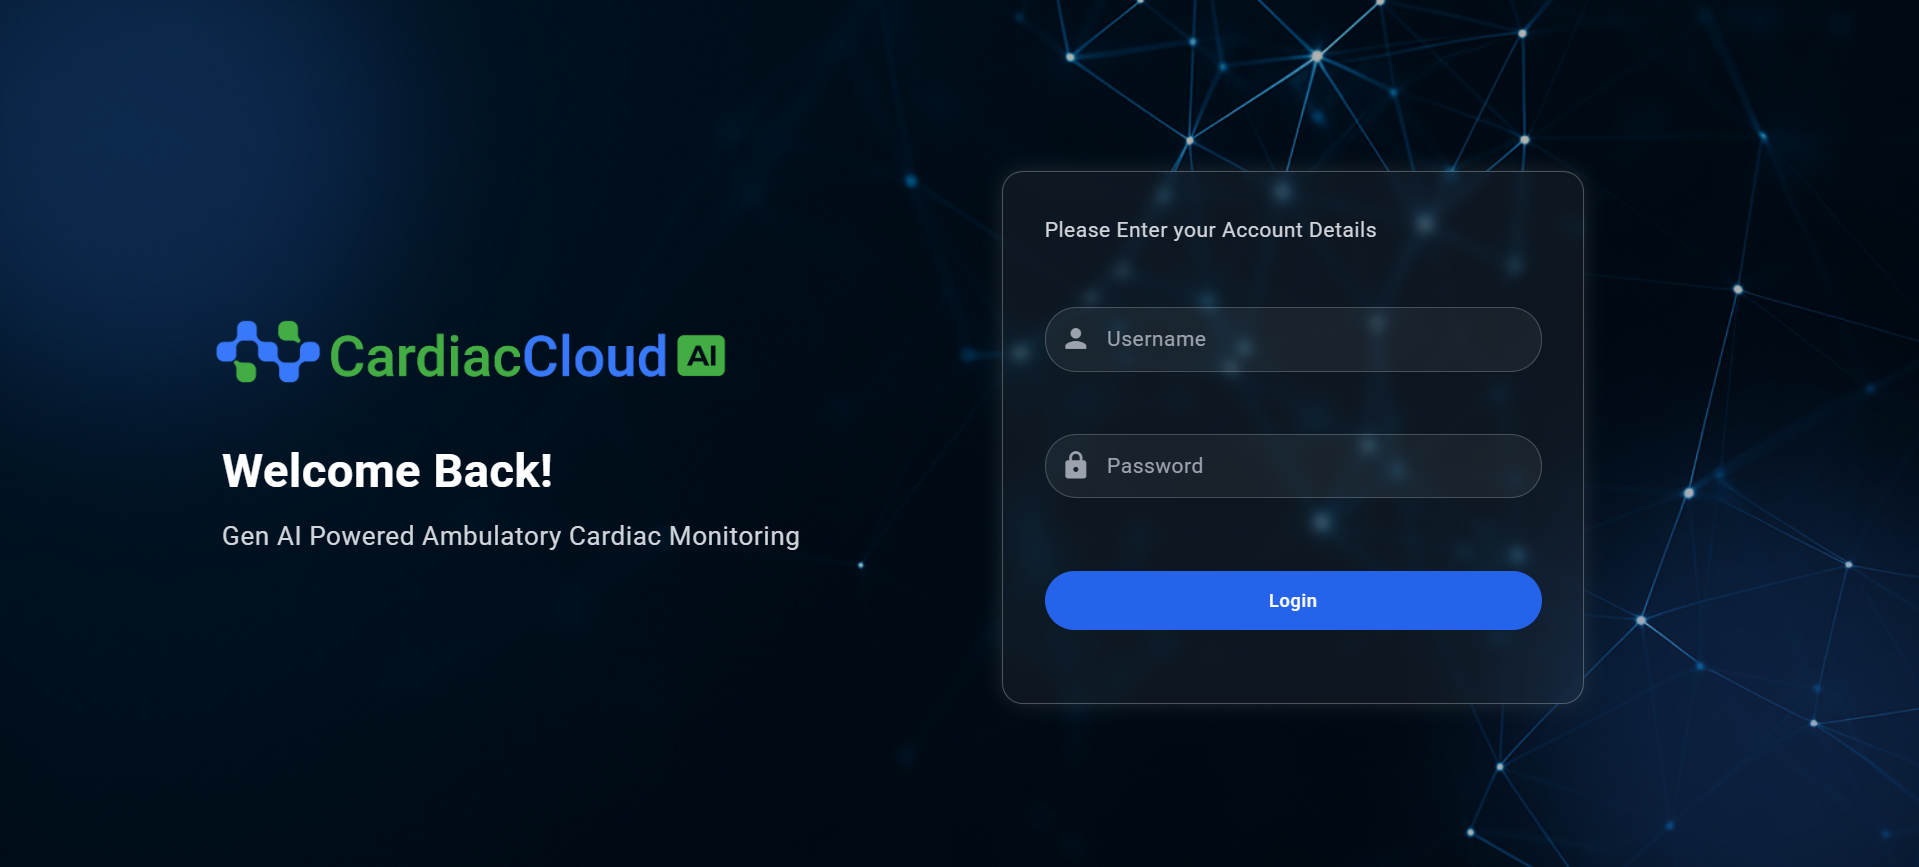 CardiacCloud AI
Welcome Back!
Gen AI Powered Ambulatory Cardiac Monitoring
Please Enter your Account Details
Username
Password
Login